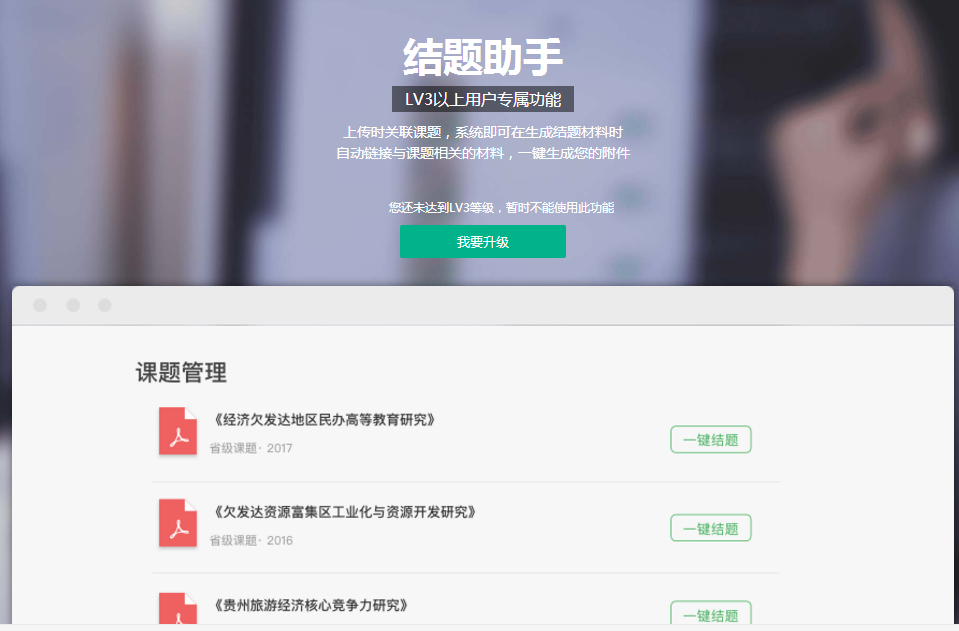 结题助手
LV3以上用户专属功能
上传时关联课题，系统即可在生成结题材料时
自动链接与课题相关的材料，一键生成您的附件
您还未达到LV3等级，暂时不能使用此功能
我要升级
课题管理
《经济欠发达地区民办高等教育研究》
省级课题· 2017
一键结题
《欠发达资源富集区工业化与资源开发研究》
省级课题· 2016
一键结题
《贵州旅游经济核心竞争力研究》
一键结题